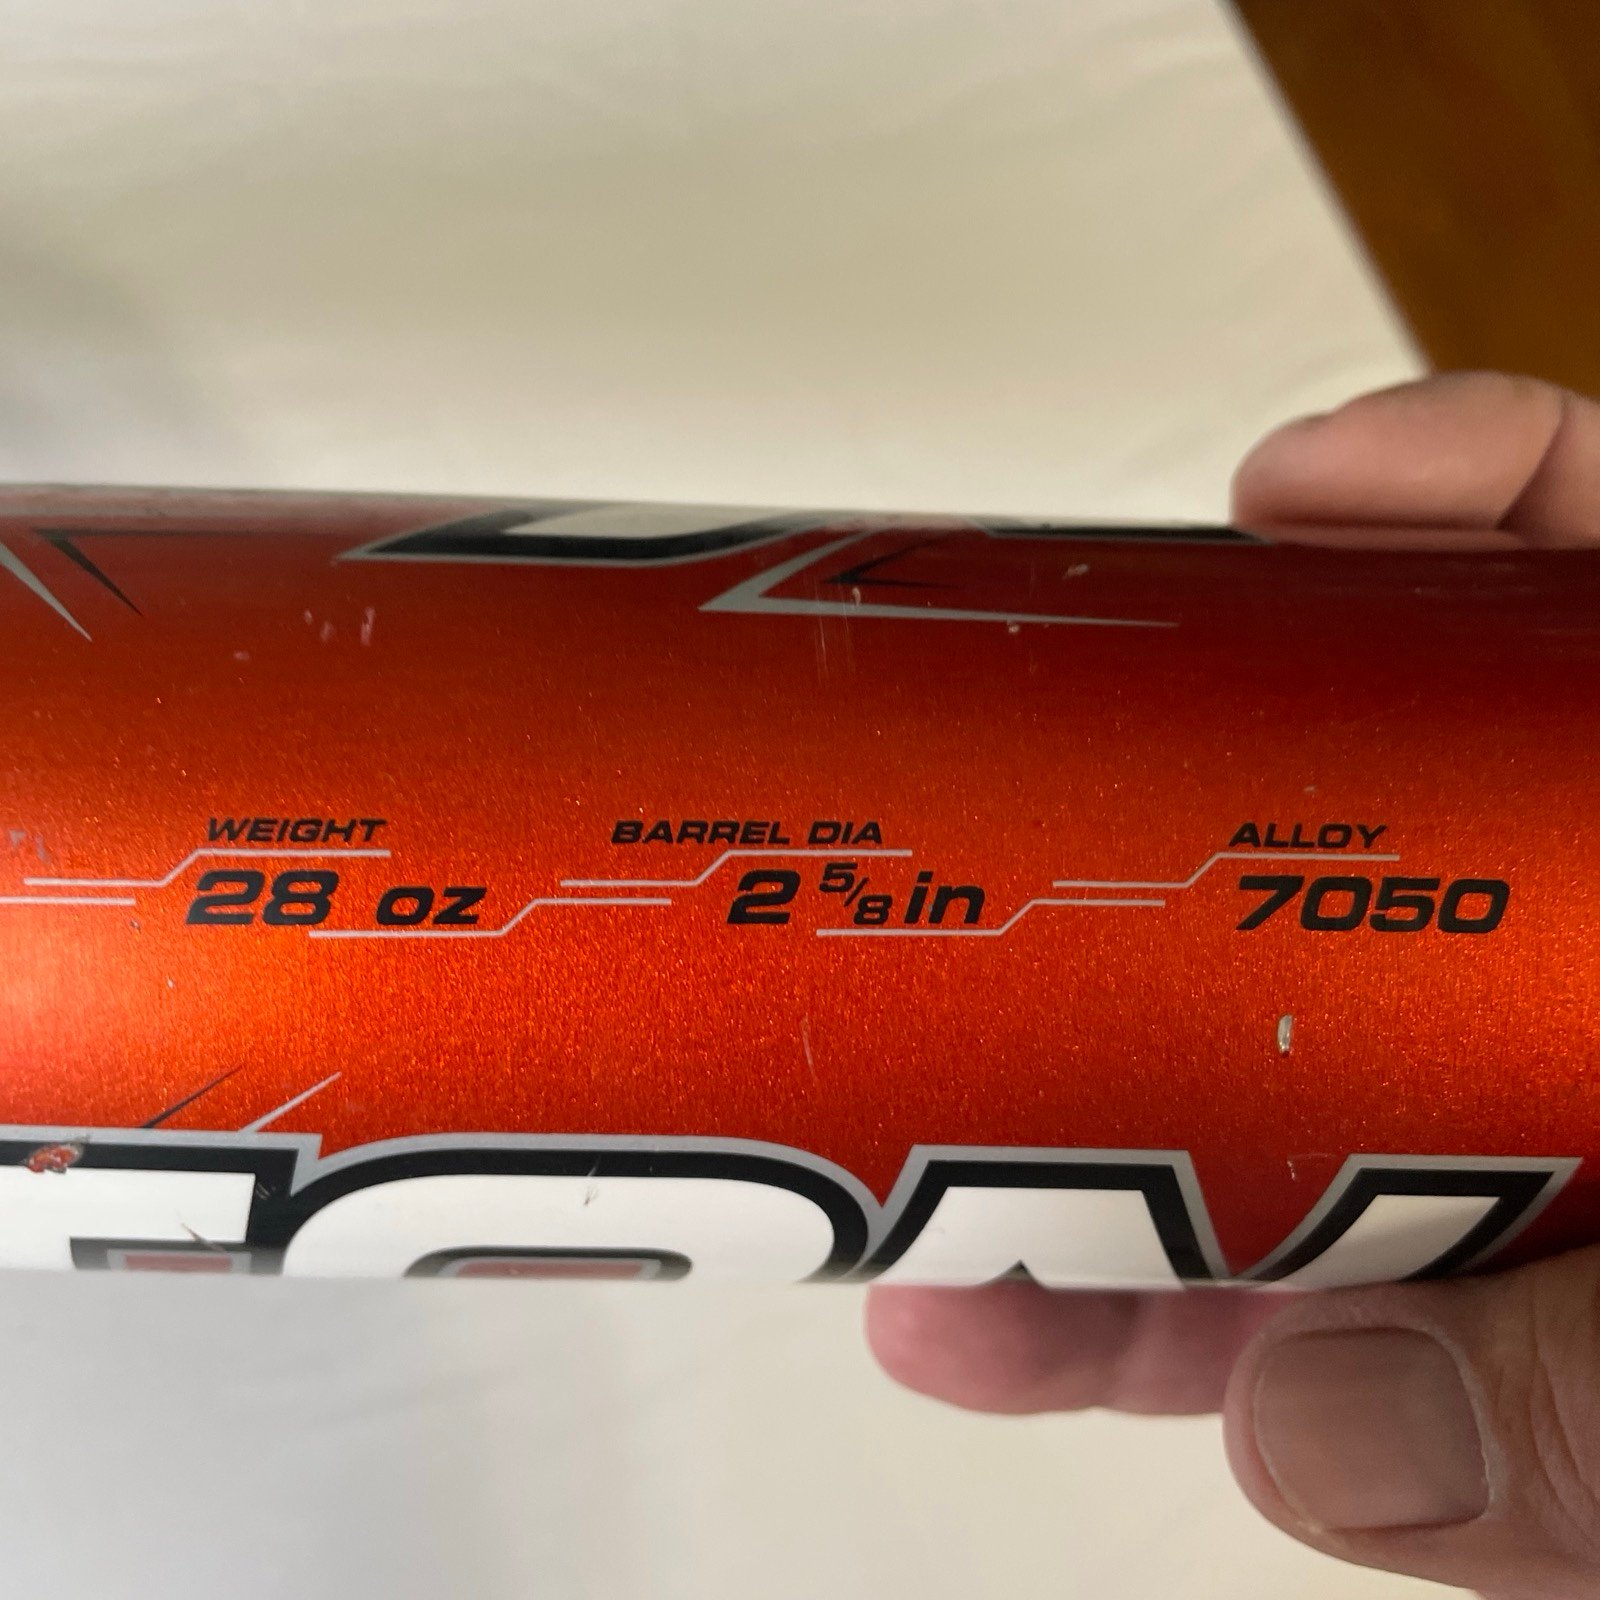 WEIGHT BARREL DIA ALLOY
28 oz 2 5/8 in 7050